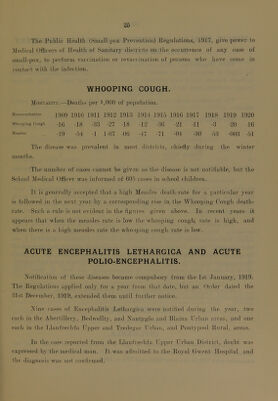 25
The Public Health (Small-pox Prevention) Regulations, 1917, give power to
Medical Officers of Health of Sanitary districts on the occurrence of any case of
small-pox, to perform vaccination or revaccination of persons who have come in
contact with the infection.
WHOOPING COUGH.
MORTALITY.—Deaths per 1,000 of population.
1909 1910 1911 1912 1913 1914 1915 1916 1917 1918 1919 1920
Whooping Cough ·16 ·18 ·33 ·27 ·18 ·12 ·36 ·21 ·11 ·3 ·20 ·16
Measles ·19 ·54 ·1 1·07 ·06 ·47 ·71 ·04 ·30 ·53 ·003 ·51
The disease was prevalent in most districts, chiefly during the winter
months.
The number of cases cannot be given as the disease is not notifiable, but the
School Medical Officer was informed of 605 cases in school children.
It is generally accepted that a high Measles death-rate for a particular year
is followed in the next year by a corresponding rise in the Whooping Cough death-
rate. Such a rule is not evident in the figures given above. In recent years it
appears that when the measles rate is low the whooping cough rate is high, and
when there is a high measles rate the whooping cough rate is low.
ACUTE ENCEPHALITIS LETHARGICA AND ACUTE
POLIO-ENCEPHALITIS.
Notification of these diseases became compulsory from the 1st January, 1919.
The Regulations applied only for a year from that date, but an Order dated the
31st December, 1919, extended them until further notice.
Nine cases of Encephalitis Lethargica were notified during the year, two
each in the Abertillery, Bedwellty, and Nantyglo and Blaina Urban areas, and one
each in the Llanfrechfa Upper and Tredegar Urban, and Pontypool Rural, areas.
In the case reported from the Llanfrechfa Upper Urban District, doubt was
expressed by the medical man. It was admitted to the Royal Gwent Hospital, and
the diagnosis was not confirmed.